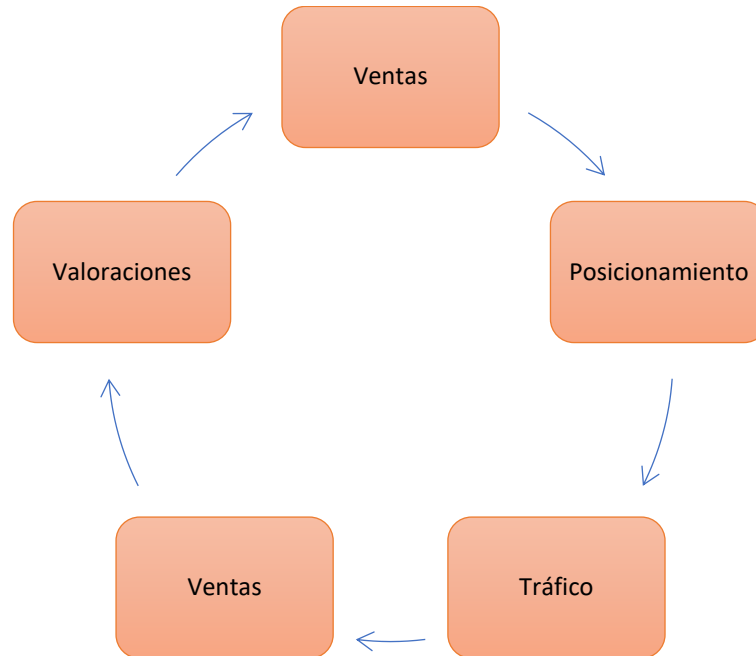 Ventas
Posicionamiento
Tráfico
Ventas
Valoraciones